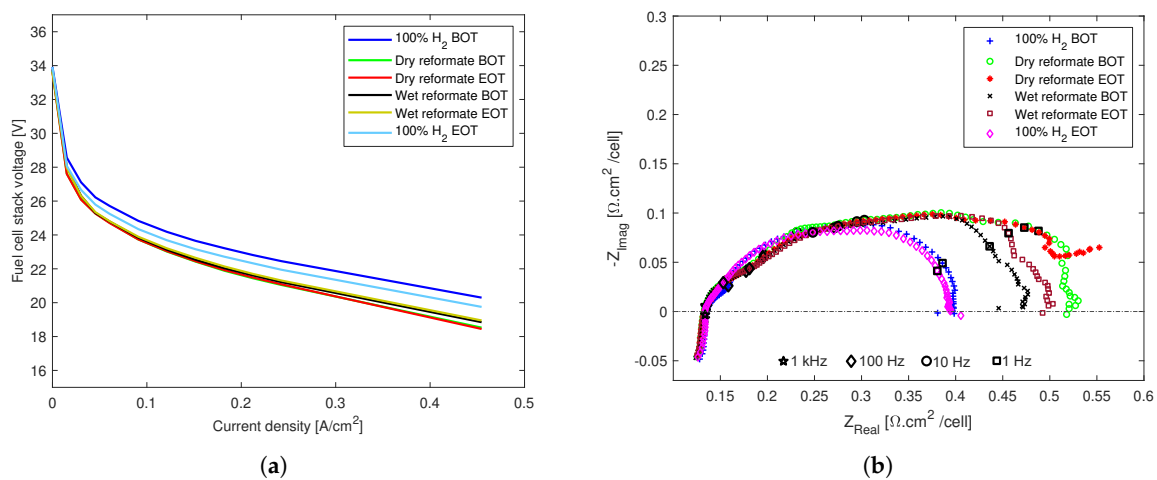 36
34
32
30
28
26
24
22
20
18
16
0
0.1
0.2
0.3
0.4
0.5
Fuel cell stack voltage [V]
Current density [A/cm²]
100% H₂ BOT
Dry reformate BOT
Dry reformate EOT
Wet reformate BOT
Wet reformate EOT
100% H₂ EOT
(a)
0.3
0.25
0.2
0.15
0.1
0.05
0
-0.05
0.15
0.2
0.25
0.3
0.35
0.4
0.45
0.5
0.55
0.6
-Z_Imag [Ω.cm² /cell]
Z_Real [Ω.cm² /cell]
100% H₂ BOT
Dry reformate BOT
Dry reformate EOT
Wet reformate BOT
Wet reformate EOT
100% H₂ EOT
1 kHz 100 Hz 10 Hz 1 Hz
(b)